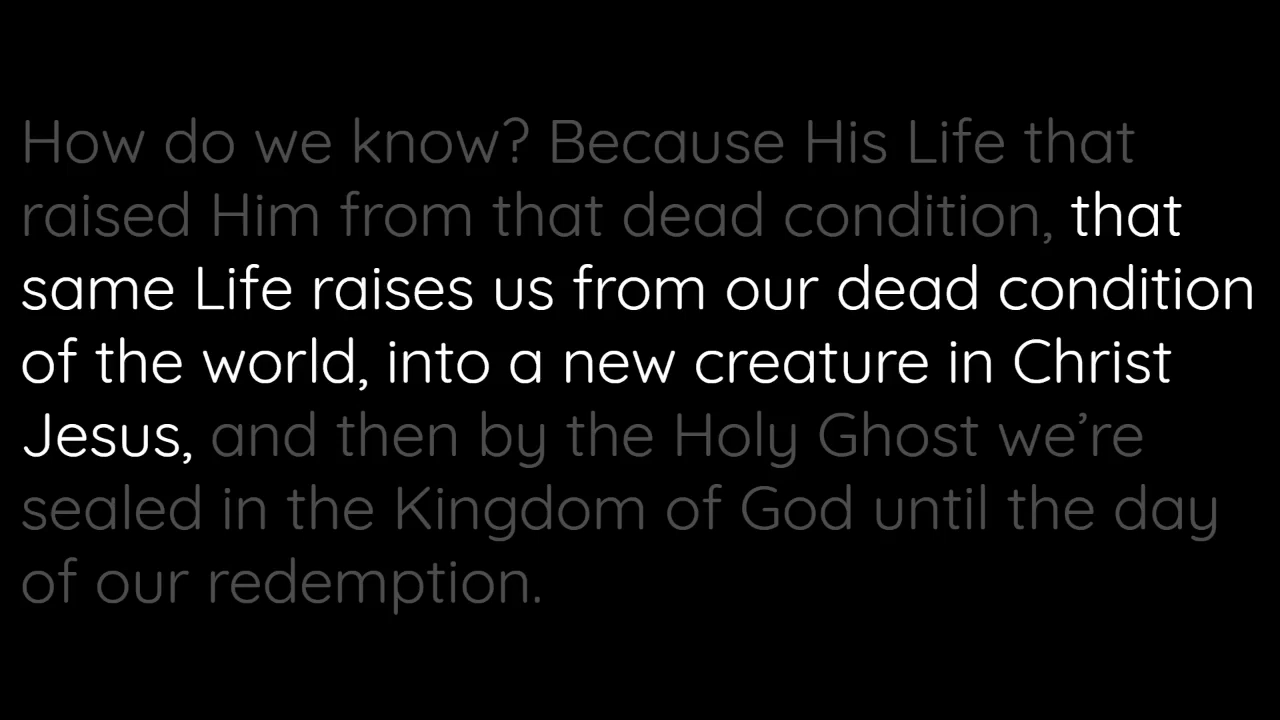 How do we know? Because His Life that
raised Him from that dead condition, that
same Life raises us from our dead condition
of the world, into a new creature in Christ
Jesus, and then by the Holy Ghost we’re
sealed in the Kingdom of God until the day
of our redemption.